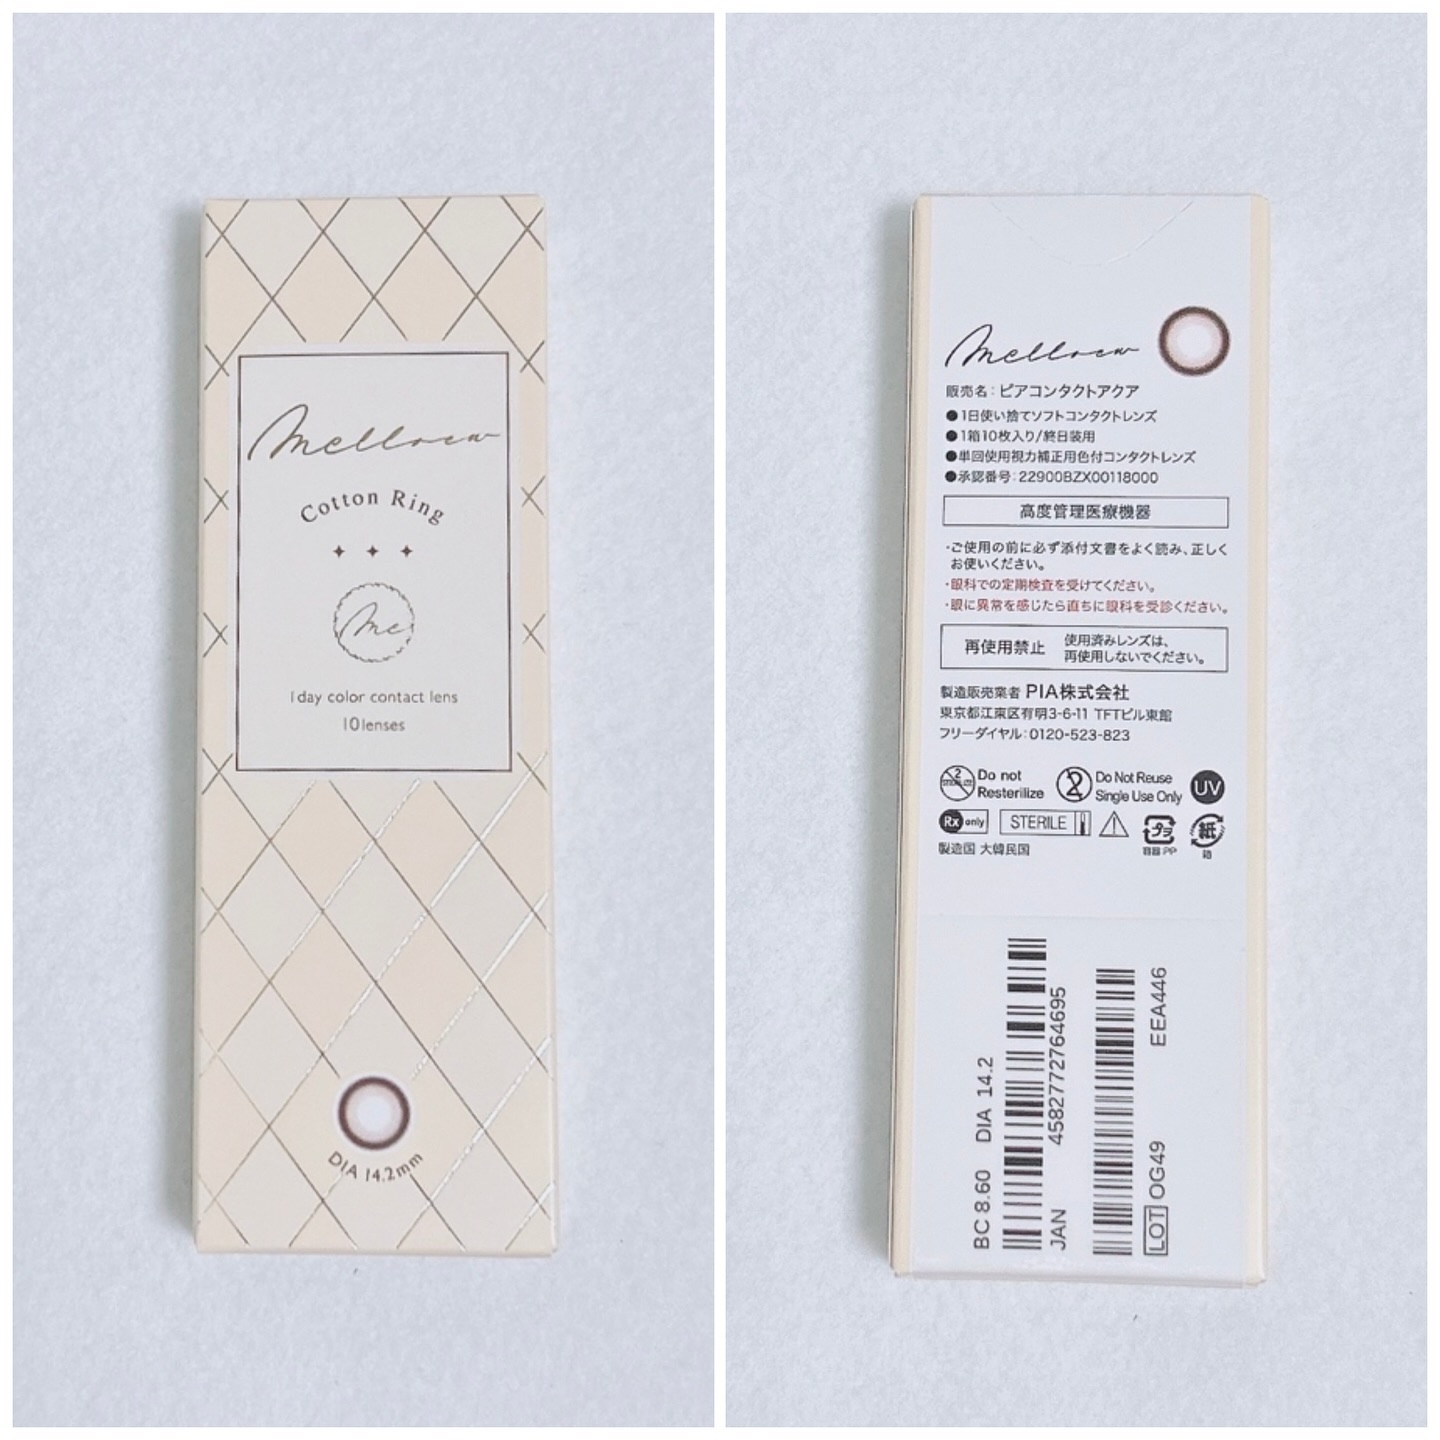 mellew
Cotton Ring
me
1day color contact lens
10lenses
DIA 14.2mm
mellew
販売名：ピアコンタクトアクア
●1日使い捨てソフトコンタクトレンズ
●1箱10枚入り/終日装用
●単回使用視力補正用色付コンタクトレンズ
●承認番号：22900BZX00118000
高度管理医療機器
・ご使用の前に必ず添付文書をよく読み、正しく
お使いください。
・眼科での定期検査を受けてください。
・眼に異常を感じたら直ちに眼科を受診ください。
再使用禁止 使用済みレンズは、
再使用しないでください。
製造販売業者 PIA株式会社
東京都江東区有明3-6-11 TFTビル東館
フリーダイヤル：0120-523-823
2 STERILIZE Do not
Resterilize
2 Do Not Reuse
Single Use Only
UV
Rx only STERILE
プラ 紙
容器 PP 箱
製造国 大韓民国
BC 8.60 DIA 14.2
JAN 4582772764695
LOT OG49 EEA446